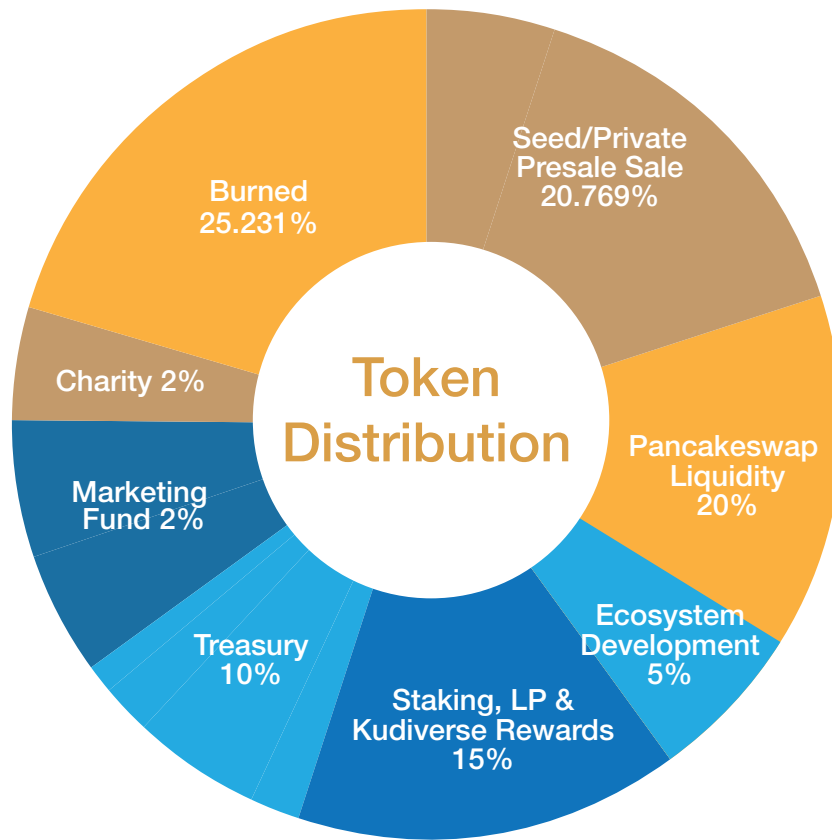 Seed/Private
Presale Sale
20.769%
Burned
25.231%
Charity 2%
Token
Distribution
Pancakeswap
Liquidity
20%
Marketing
Fund 2%
Ecosystem
Development
5%
Treasury
10%
Staking, LP &
Kudiverse Rewards
15%